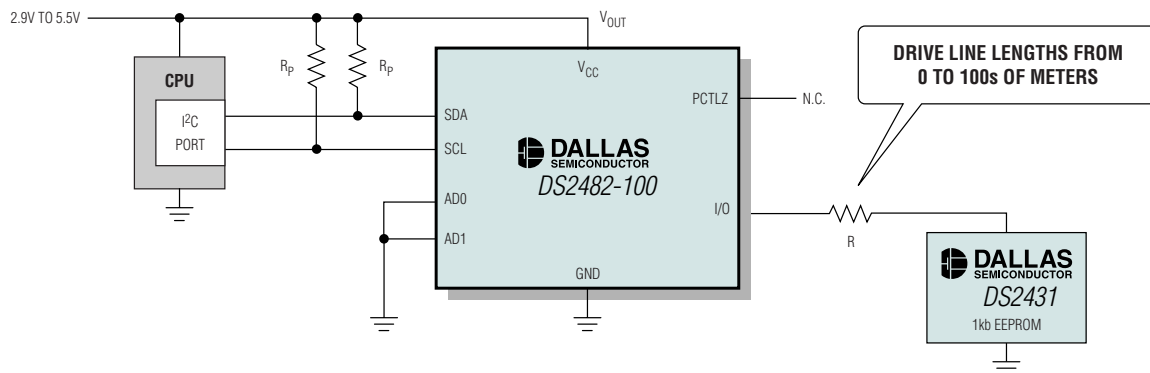 2.9V TO 5.5V
VOUT
CPU
I²C
PORT
RP
RP
VCC
SDA
SCL
AD0
AD1
PCTLZ
N.C.
DALLAS
SEMICONDUCTOR
DS2482-100
I/O
GND
DRIVE LINE LENGTHS FROM
0 TO 100s OF METERS
R
DALLAS
SEMICONDUCTOR
DS2431
1kb EEPROM